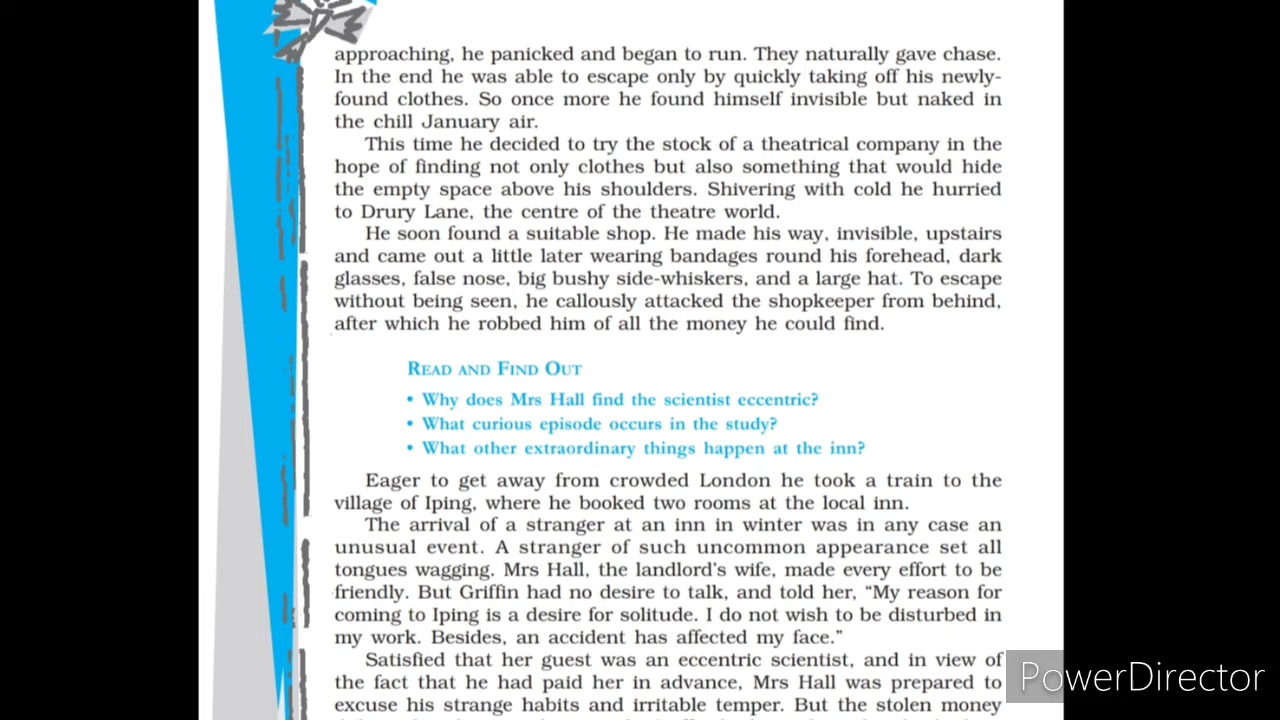 approaching, he panicked and began to run. They naturally gave chase.
In the end he was able to escape only by quickly taking off his newly-
found clothes. So once more he found himself invisible but naked in
the chill January air.
This time he decided to try the stock of a theatrical company in the
hope of finding not only clothes but also something that would hide
the empty space above his shoulders. Shivering with cold he hurried
to Drury Lane, the centre of the theatre world.
He soon found a suitable shop. He made his way, invisible, upstairs
and came out a little later wearing bandages round his forehead, dark
glasses, false nose, big bushy side-whiskers, and a large hat. To escape
without being seen, he callously attacked the shopkeeper from behind,
after which he robbed him of all the money he could find.
READ AND FIND OUT
• Why does Mrs Hall find the scientist eccentric?
• What curious episode occurs in the study?
• What other extraordinary things happen at the inn?
Eager to get away from crowded London he took a train to the
village of Iping, where he booked two rooms at the local inn.
The arrival of a stranger at an inn in winter was in any case an
unusual event. A stranger of such uncommon appearance set all
tongues wagging. Mrs Hall, the landlord's wife, made every effort to be
friendly. But Griffin had no desire to talk, and told her, “My reason for
coming to Iping is a desire for solitude. I do not wish to be disturbed in
my work. Besides, an accident has affected my face.”
Satisfied that her guest was an eccentric scientist, and in view of
the fact that he had paid her in advance, Mrs Hall was prepared to
excuse his strange habits and irritable temper. But the stolen money
PowerDirector